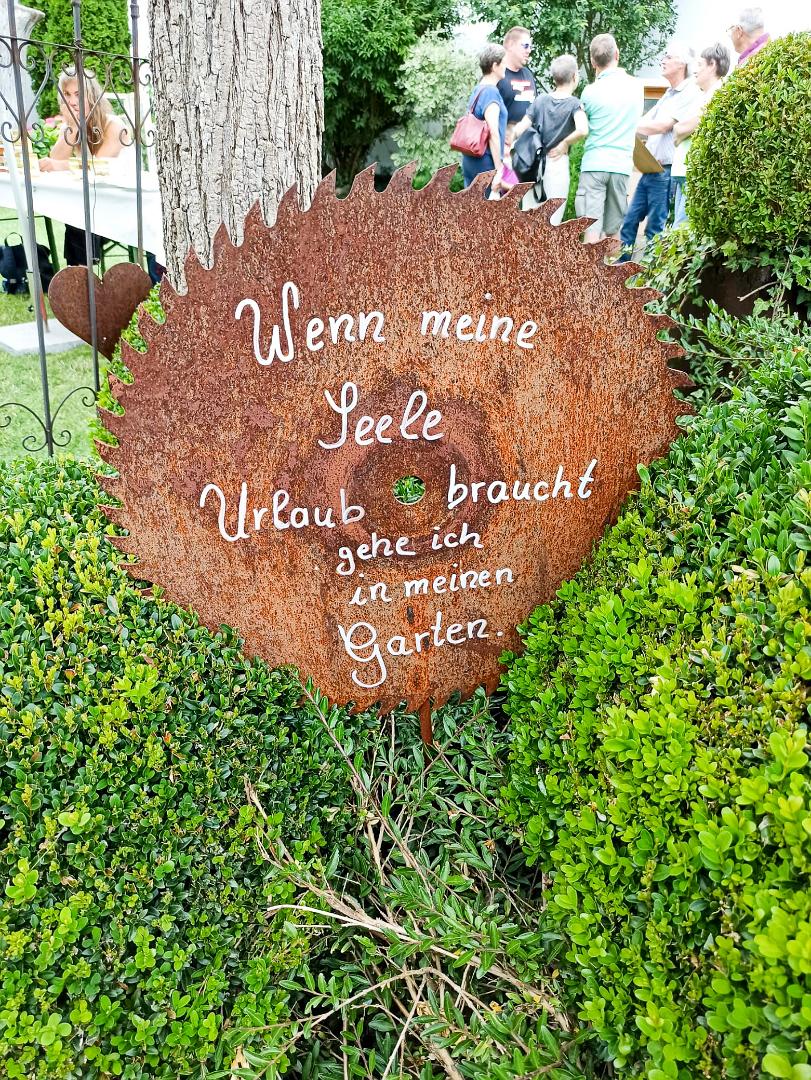 Wenn meine
Seele
Urlaub braucht
gehe ich
in meinen
Garten.